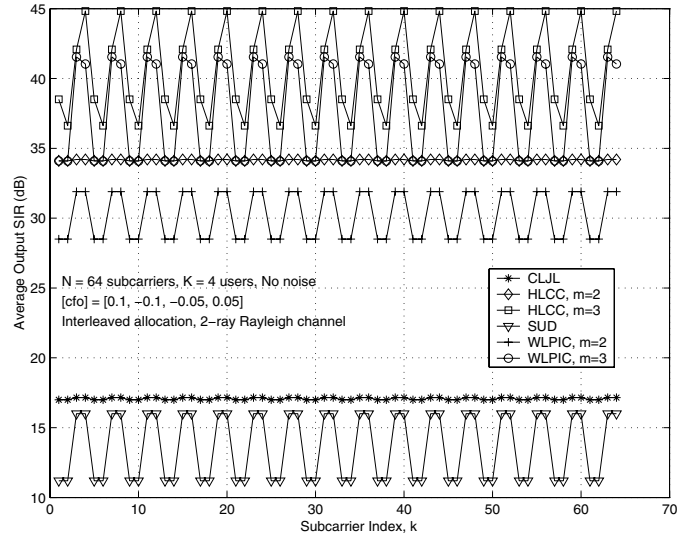 Average Output SIR (dB)
45
40
35
30
25
20
15
10
N = 64 subcarriers, K = 4 users, No noise
[cfo] = [0.1, −0.1, −0.05, 0.05]
Interleaved allocation, 2−ray Rayleigh channel
CLJL
HLCC, m=2
HLCC, m=3
SUD
WLPIC, m=2
WLPIC, m=3
0 10 20 30 40 50 60 70
Subcarrier Index, k